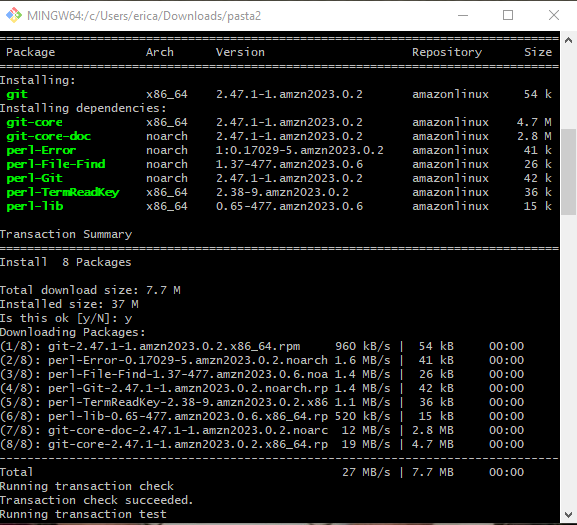 MINGW64:/c/Users/erica/Downloads/pasta2
================================================================================
Package Arch Version Repository Size
================================================================================
Installing:
git x86_64 2.47.1-1.amzn2023.0.2 amazonlinux 54 k
Installing dependencies:
git-core x86_64 2.47.1-1.amzn2023.0.2 amazonlinux 4.7 M
git-core-doc noarch 2.47.1-1.amzn2023.0.2 amazonlinux 2.8 M
perl-Error noarch 1:0.17029-5.amzn2023.0.2 amazonlinux 41 k
perl-File-Find noarch 1.37-477.amzn2023.0.6 amazonlinux 26 k
perl-Git noarch 2.47.1-1.amzn2023.0.2 amazonlinux 42 k
perl-TermReadKey x86_64 2.38-9.amzn2023.0.2 amazonlinux 36 k
perl-lib x86_64 0.65-477.amzn2023.0.6 amazonlinux 15 k
Transaction Summary
================================================================================
Install 8 Packages
Total download size: 7.7 M
Installed size: 37 M
Is this ok [y/N]: y
Downloading Packages:
(1/8): git-2.47.1-1.amzn2023.0.2.x86_64.rpm 960 kB/s | 54 kB 00:00
(2/8): perl-Error-0.17029-5.amzn2023.0.2.noarch 1.6 MB/s | 41 kB 00:00
(3/8): perl-File-Find-1.37-477.amzn2023.0.6.noa 1.4 MB/s | 26 kB 00:00
(4/8): perl-Git-2.47.1-1.amzn2023.0.2.noarch.rp 1.4 MB/s | 42 kB 00:00
(5/8): perl-TermReadKey-2.38-9.amzn2023.0.2.x86 1.1 MB/s | 36 kB 00:00
(6/8): perl-lib-0.65-477.amzn2023.0.6.x86_64.rp 520 kB/s | 15 kB 00:00
(7/8): git-core-doc-2.47.1-1.amzn2023.0.2.noarc 12 MB/s | 2.8 MB 00:00
(8/8): git-core-2.47.1-1.amzn2023.0.2.x86_64.rp 19 MB/s | 4.7 MB 00:00
--------------------------------------------------------------------------------
Total 27 MB/s | 7.7 MB 00:00
Running transaction check
Transaction check succeeded.
Running transaction test